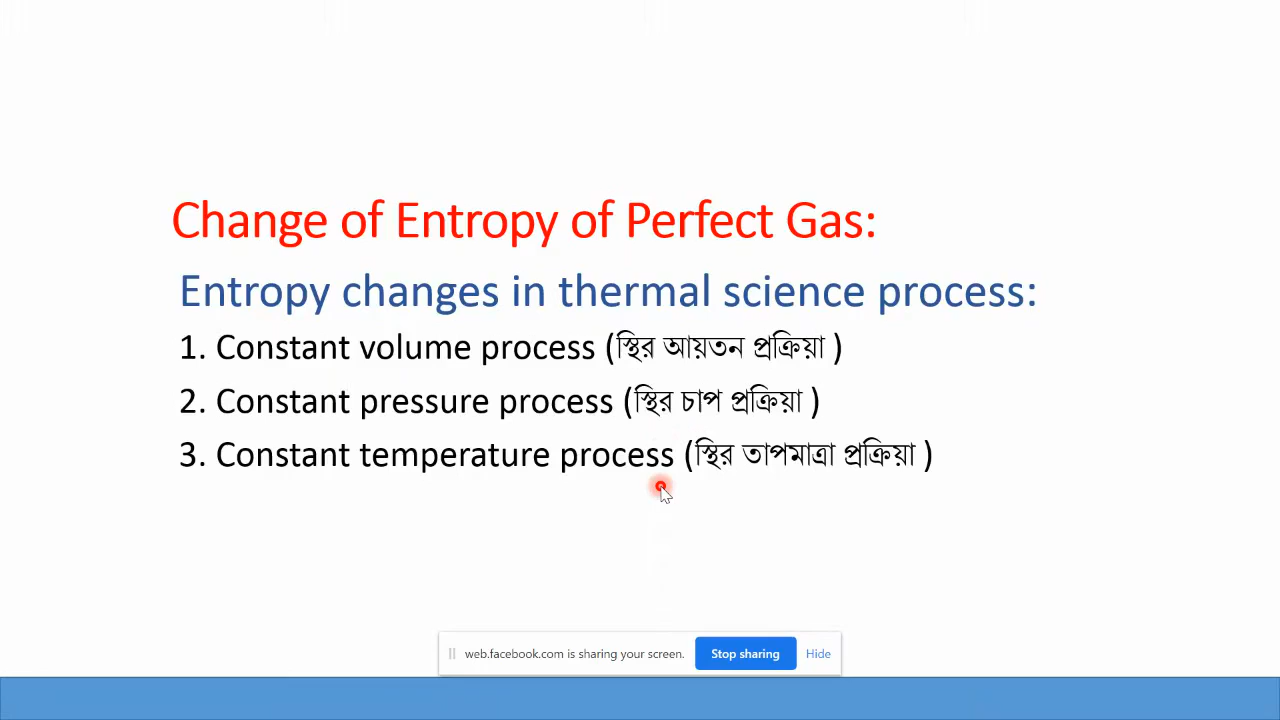 Change of Entropy of Perfect Gas:
Entropy changes in thermal science process:
1. Constant volume process (স্থির আয়তন প্রক্রিয়া )
2. Constant pressure process (স্থির চাপ প্রক্রিয়া )
3. Constant temperature process (স্থির তাপমাত্রা প্রক্রিয়া )
web.facebook.com is sharing your screen. Stop sharing Hide